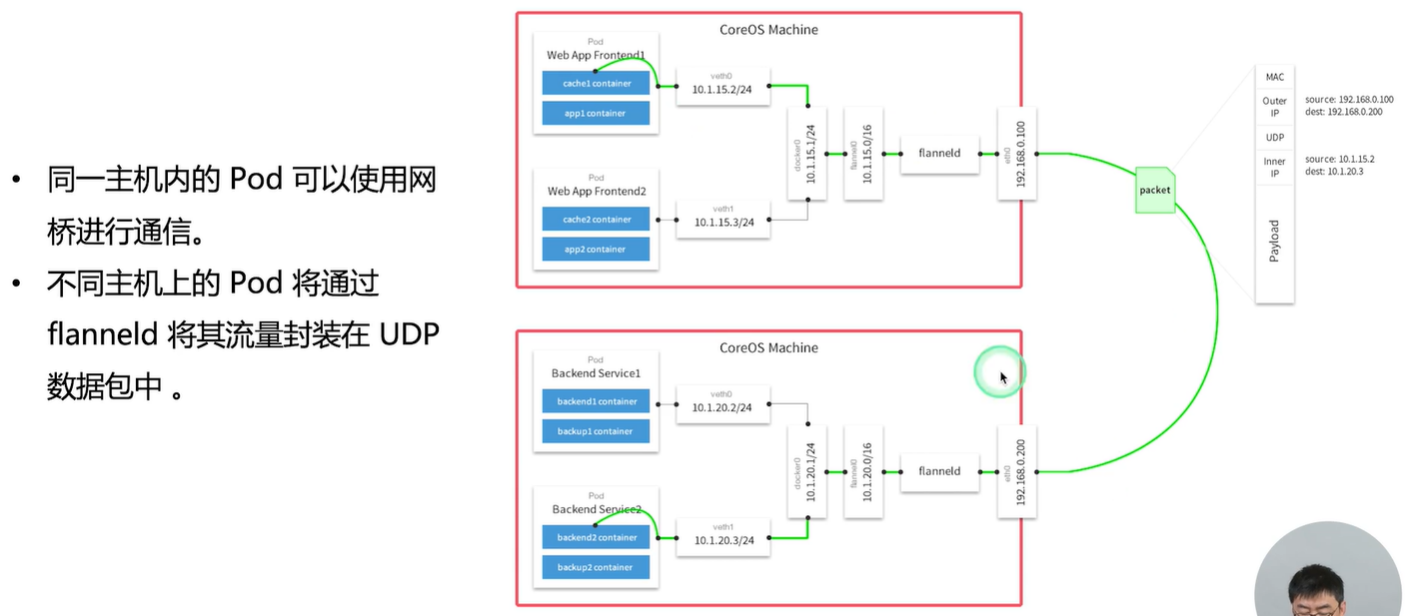 • 同一主机内的 Pod 可以使用网
桥进行通信。
• 不同主机上的 Pod 将通过
flanneld 将其流量封装在 UDP
数据包中 。
CoreOS Machine
Pod
Web App Frontend1
cache1 container
app1 container
veth0
10.1.15.2/24
Pod
Web App Frontend2
cache2 container
app2 container
veth1
10.1.15.3/24
docker0
10.1.15.1/24
flannel0
10.1.15.0/16
flanneld
eth0
192.168.0.100
packet
MAC
Outer
IP
source: 192.168.0.100
dest: 192.168.0.200
UDP
Inner
IP
source: 10.1.15.2
dest: 10.1.20.3
Payload
CoreOS Machine
Pod
Backend Service1
backend1 container
backup1 container
veth0
10.1.20.2/24
Pod
Backend Service2
backend2 container
backup2 container
veth1
10.1.20.3/24
docker0
10.1.20.1/24
flannel0
10.1.20.0/16
flanneld
eth0
192.168.0.200